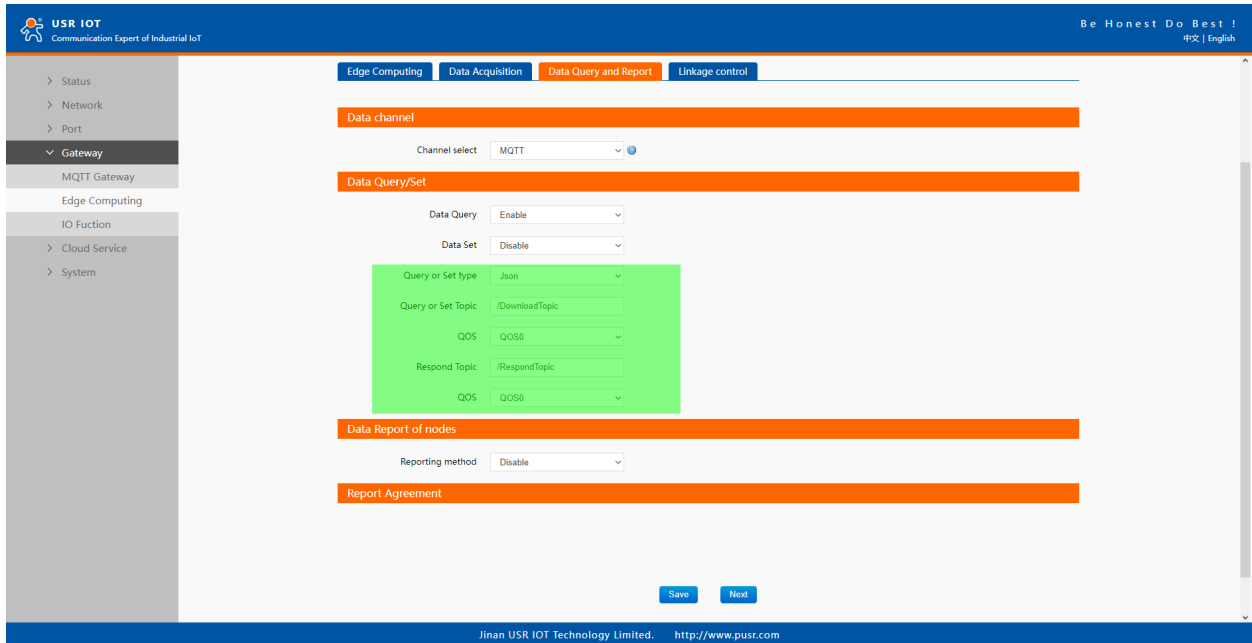 USR IOT
Communication Expert of Industrial IoT
Be Honest Do Best !
中文 | English
Status
Network
Port
Gateway
MQTT Gateway
Edge Computing
IO Fuction
Cloud Service
System
Edge Computing Data Acquisition Data Query and Report Linkage control
Data channel
Channel select MQTT
Data Query/Set
Data Query Enable
Data Set Disable
Query or Set type Json
Query or Set Topic /DownloadTopic
QOS QOS0
Respond Topic /RespondTopic
QOS QOS0
Data Report of nodes
Reporting method Disable
Report Agreement
Save Next
Jinan USR IOT Technology Limited. http://www.pusr.com